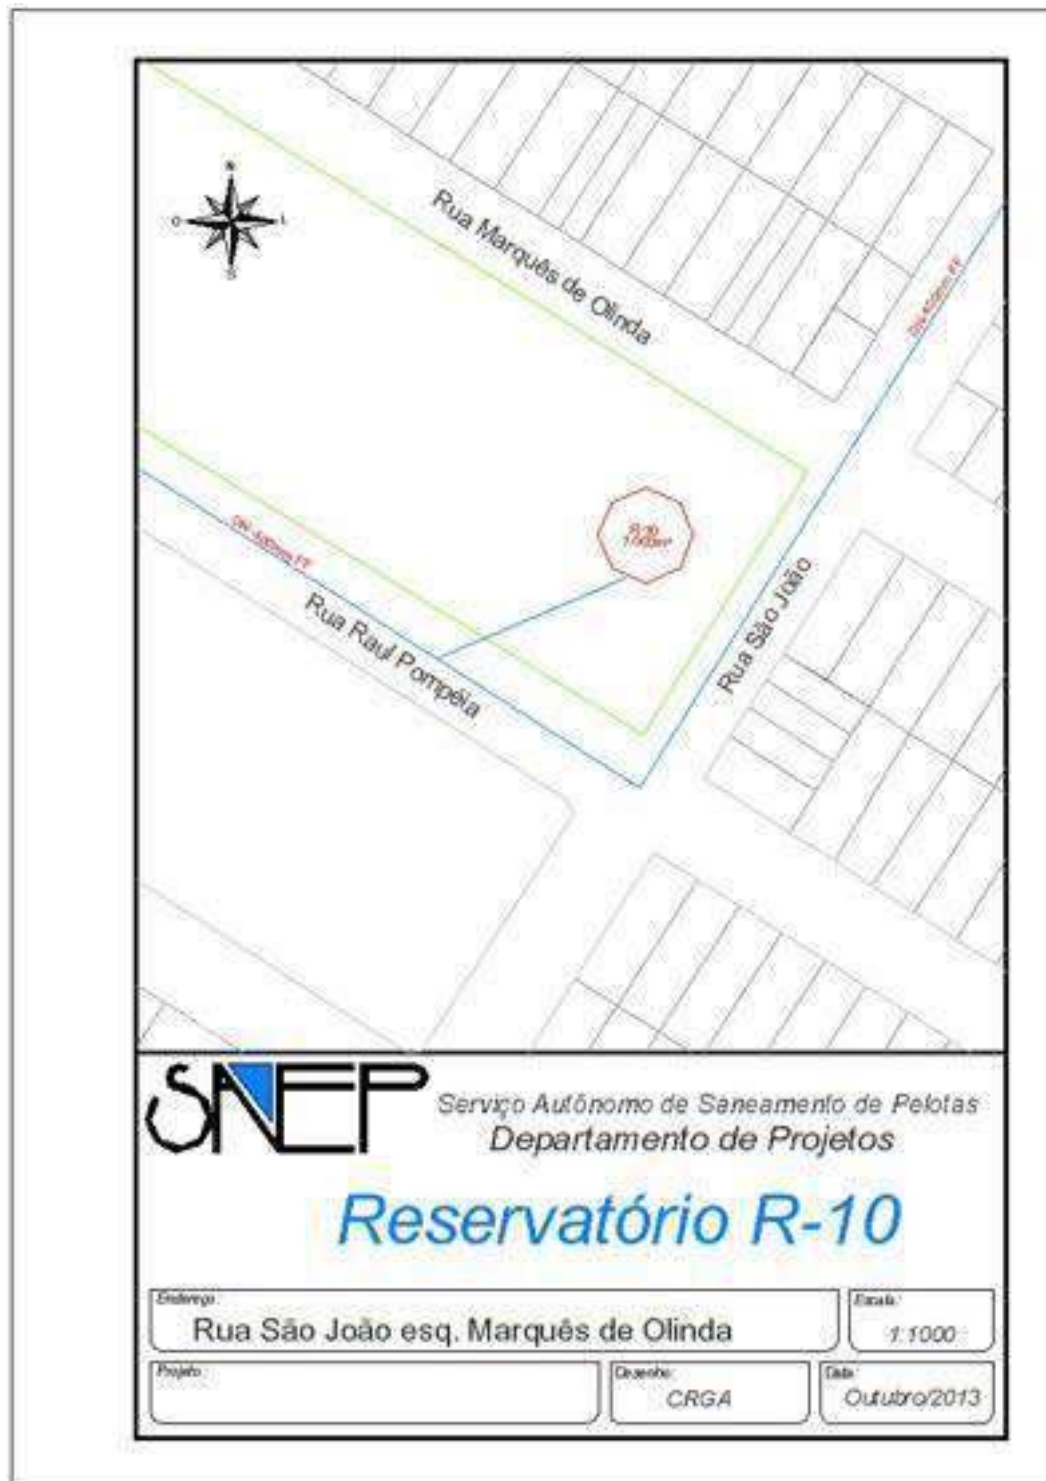 N
O
L
S
Rua Marquês de Olinda
R-10
Rua São João
Rua Raul Pompéia
SANEP
Serviço Autônomo de Saneamento de Pelotas
Departamento de Projetos
Reservatório R-10
Endereço:
Rua São João esq. Marquês de Olinda
Escala:
1:1000
Projeto:
Desenho:
CRGA
Data:
Outubro/2013